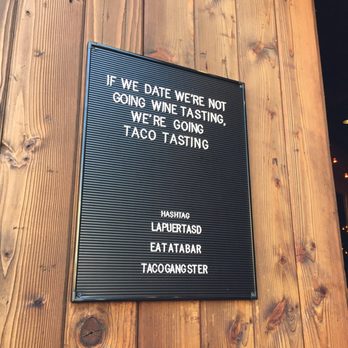 IF WE DATE WE'RE NOT
GOING WINE TASTING,
WE'RE GOING
TACO TASTING
HASHTAG
LAPUERTASD
EATATABAR
TACOGANGSTER